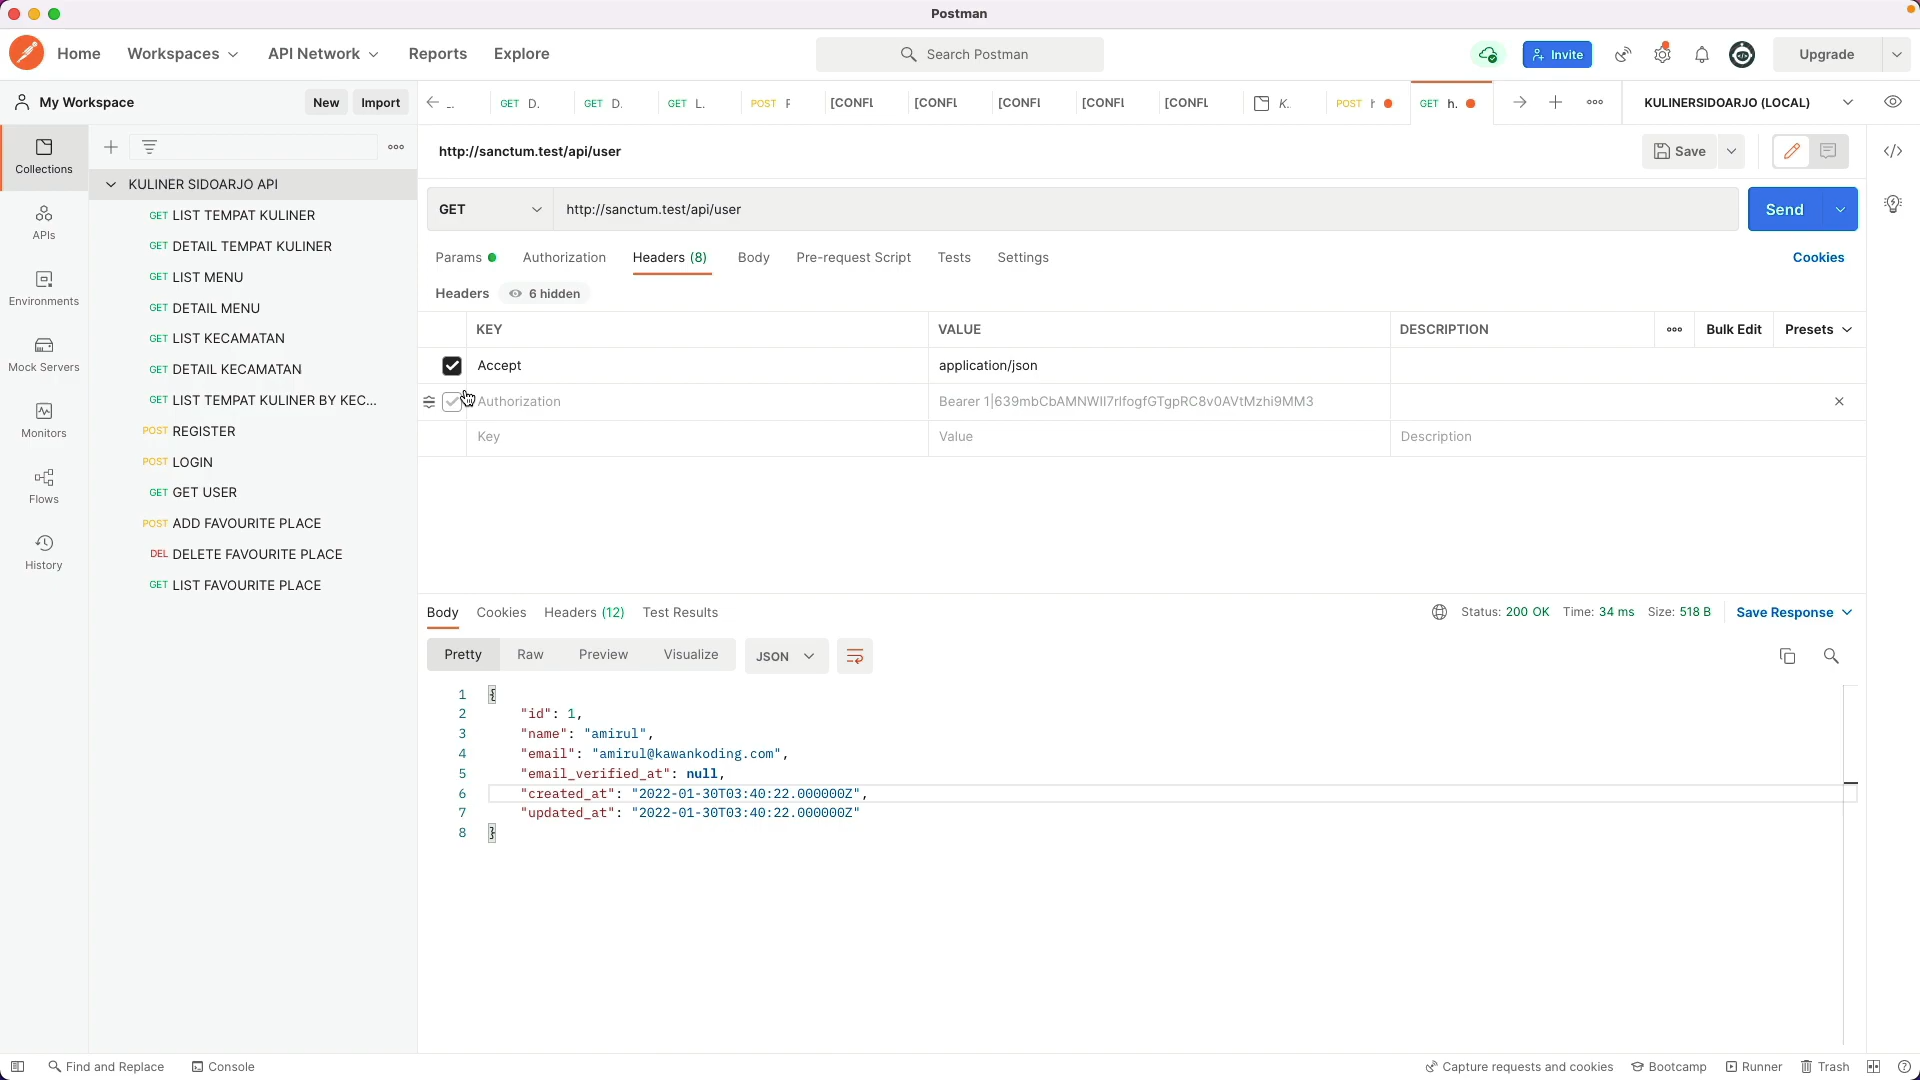 Postman
Home Workspaces API Network Reports Explore
Search Postman
Invite
Upgrade
My Workspace
New Import
GET D.
GET D.
GET L.
POST
[CONFL
[CONFL
[CONFL
[CONFL
[CONFL
K.
POST
GET h.
KULINERSIDOARJO (LOCAL)
Collections
APIs
Environments
Mock Servers
Monitors
Flows
History
KULINER SIDOARJO API
GET LIST TEMPAT KULINER
GET DETAIL TEMPAT KULINER
GET LIST MENU
GET DETAIL MENU
GET LIST KECAMATAN
GET DETAIL KECAMATAN
GET LIST TEMPAT KULINER BY KEC...
POST REGISTER
POST LOGIN
GET GET USER
POST ADD FAVOURITE PLACE
DEL DELETE FAVOURITE PLACE
GET LIST FAVOURITE PLACE
http://sanctum.test/api/user
Save
GET http://sanctum.test/api/user
Send
Params Authorization Headers (8) Body Pre-request Script Tests Settings
Cookies
Headers 6 hidden
KEY VALUE DESCRIPTION
Bulk Edit Presets
Accept application/json
Authorization
Key Value Description
Body Cookies Headers (12) Test Results
Status: 200 OK Time: 34 ms Size: 518 B
Save Response
Pretty Raw Preview Visualize JSON
1 {
2 "id": 1,
3 "name": "amirul",
4 "email": "amirul@kawankoding.com",
5 "email_verified_at": null,
6 "created_at": "2022-01-30T03:40:22.000000Z",
7 "updated_at": "2022-01-30T03:40:22.000000Z"
8 }
Find and Replace Console
Capture requests and cookies Bootcamp Runner Trash